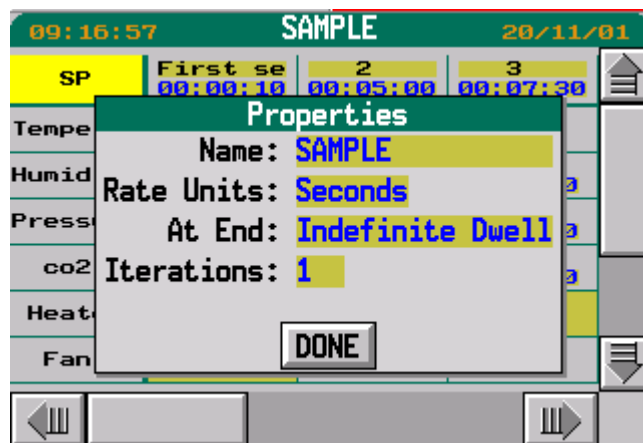 09:16:57 SAMPLE 20/11/01
SP First se 2 3
00:00:10 00:05:00 00:07:30
Properties
Tempe
Name: SAMPLE
Humid
Rate Units: Seconds
Press
At End: Indefinite Dwell
co2
Iterations: 1
Heat
DONE
Fan